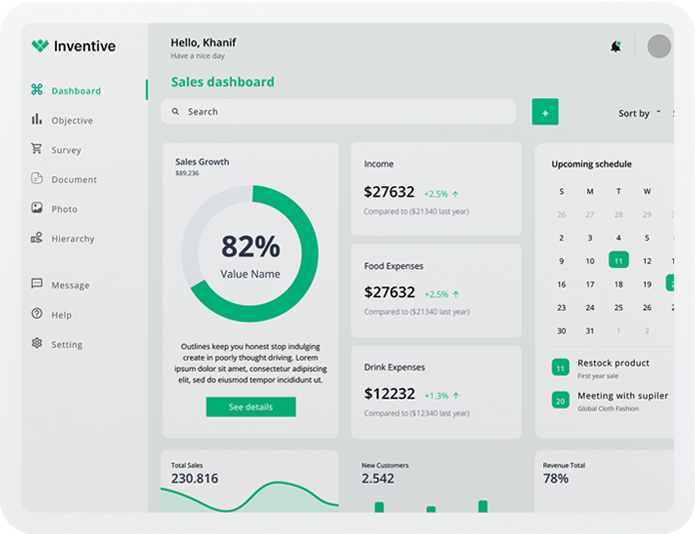 Inventive
Dashboard
Objective
Survey
Document
Photo
Hierarchy
Message
Help
Setting
Hello, Khanif
Have a nice day
Sales dashboard
Search
+
Sort by
Sales Growth
$89,236
82%
Value Name
Outlines keep you honest stop indulging
create in poorly thought driving. Lorem
ipsum dolor sit amet, consectetur adipiscing
elit, sed do eiusmod tempor incididunt ut.
See details
Income
$27632 +2.5%
Compared to ($21340 last year)
Food Expenses
$27632 +2.5%
Compared to ($21340 last year)
Drink Expenses
$12232 +1.3%
Compared to ($12340 last year)
Upcoming schedule
S M T W
26 27 28 29
2 3 4 5
9 10 11 12
16 17 18 19
23 24 25 26
30 31 1 2
11 Restock product
First year sale
20 Meeting with supiler
Global Cloth Fashion
Total Sales
230.816
New Customers
2.542
Revenue Total
78%